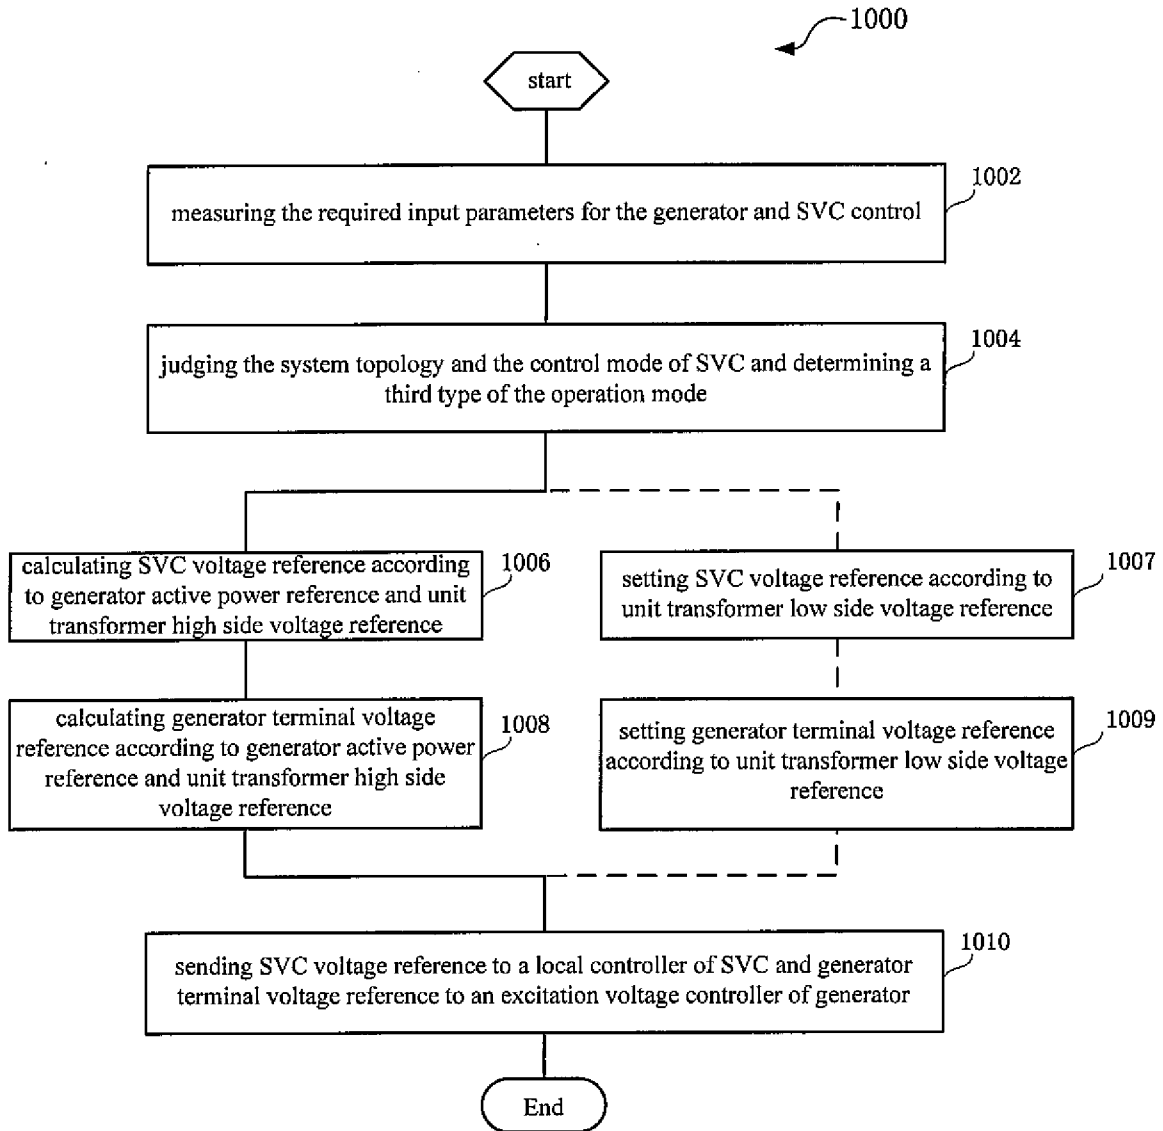 1000
start
1002
measuring the required input parameters for the generator and SVC control
1004
judging the system topology and the control mode of SVC and determining a
third type of the operation mode
1006
calculating SVC voltage reference according
to generator active power reference and unit
transformer high side voltage reference
1007
setting SVC voltage reference according to
unit transformer low side voltage reference
1008
calculating generator terminal voltage
reference according to generator active power
reference and unit transformer high side
voltage reference
1009
setting generator terminal voltage reference
according to unit transformer low side voltage
reference
1010
sending SVC voltage reference to a local controller of SVC and generator
terminal voltage reference to an excitation voltage controller of generator
End